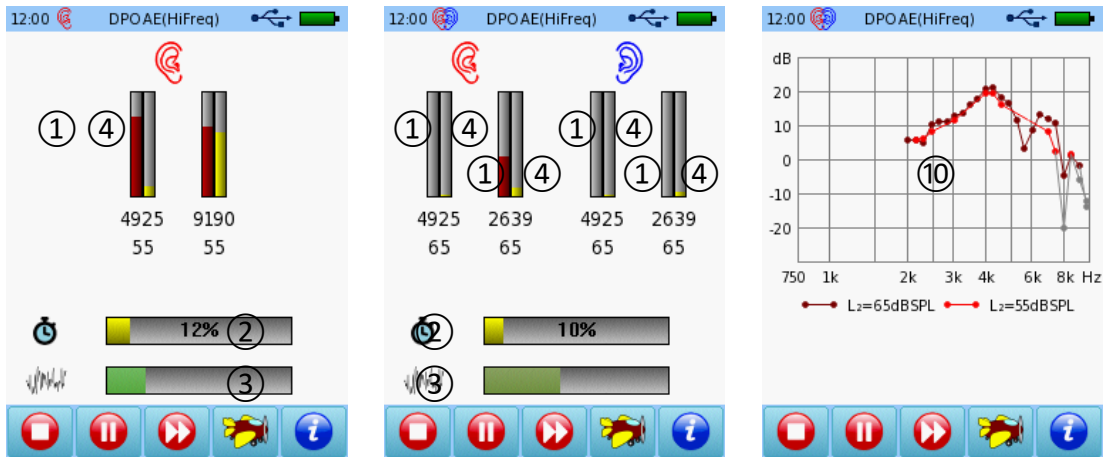 12:00 DPOAE(HiFreq)
① ④
4925 9190
55 55
12% ②
③
12:00 DPOAE(HiFreq)
① ④ ① ④
① ④ ① ④
4925 2639 4925 2639
65 65 65 65
② 10%
③
12:00 DPOAE(HiFreq)
dB
20
10
0
-10
-20
⑩
750 1k 2k 3k 4k 6k 8k Hz
L₂=65dBSPL L₂=55dBSPL